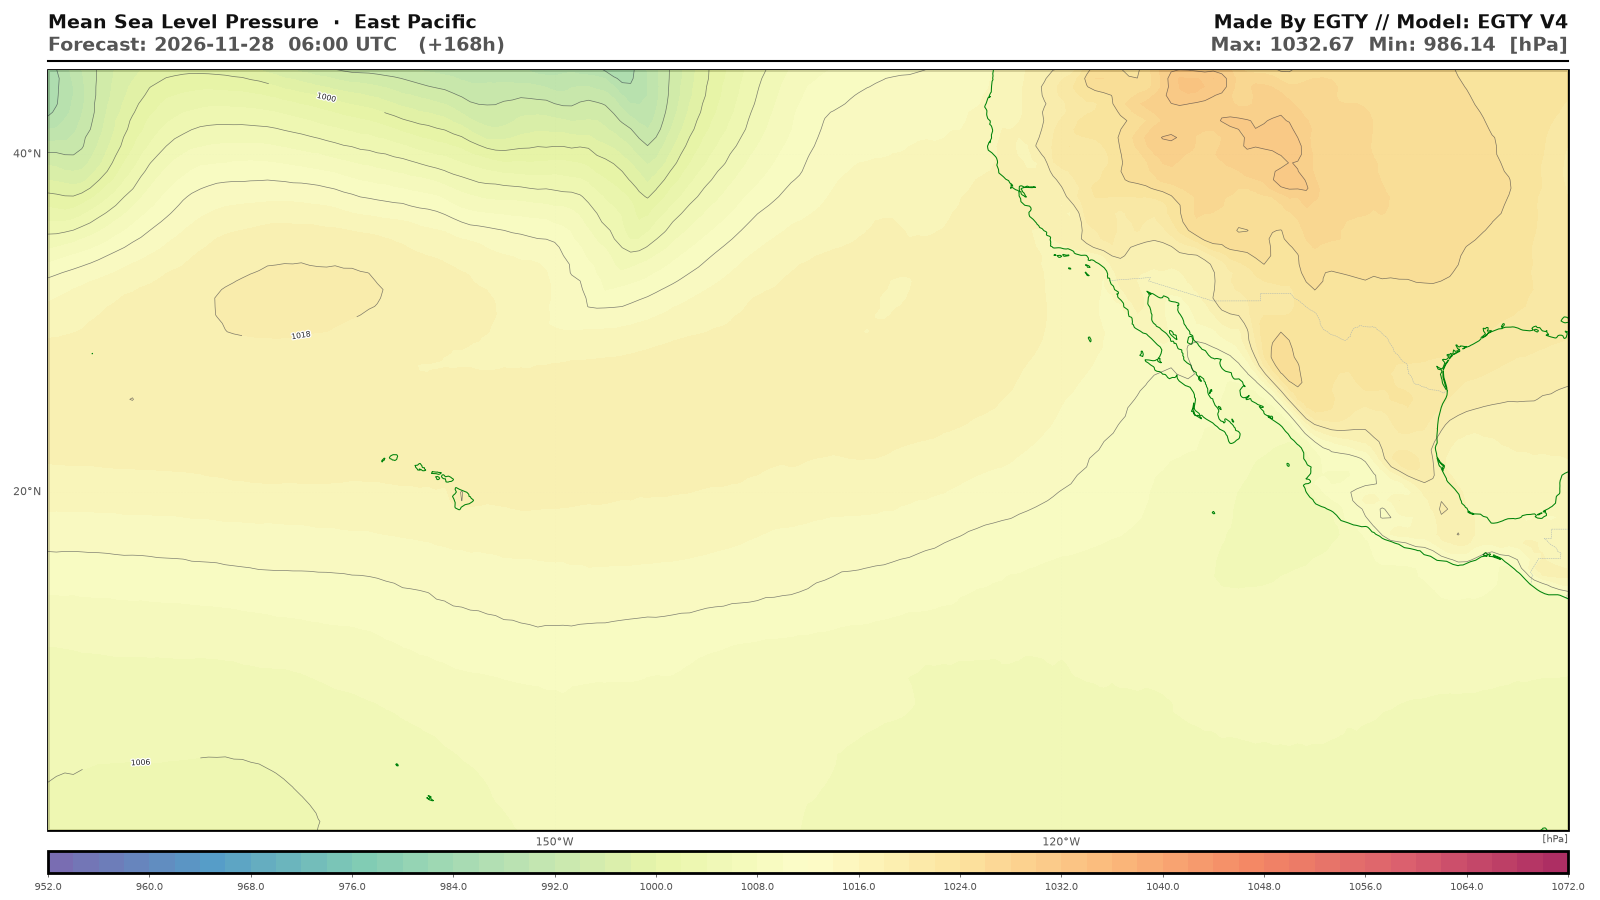 Mean Sea Level Pressure · East Pacific
Forecast: 2026-11-28 06:00 UTC (+168h)
Made By EGTY // Model: EGTY V4
Max: 1032.67 Min: 986.14 [hPa]
1000
40°N
1018
20°N
1006
150°W
120°W
[hPa]
952.0
960.0
968.0
976.0
984.0
992.0
1000.0
1008.0
1016.0
1024.0
1032.0
1040.0
1048.0
1056.0
1064.0
1072.0